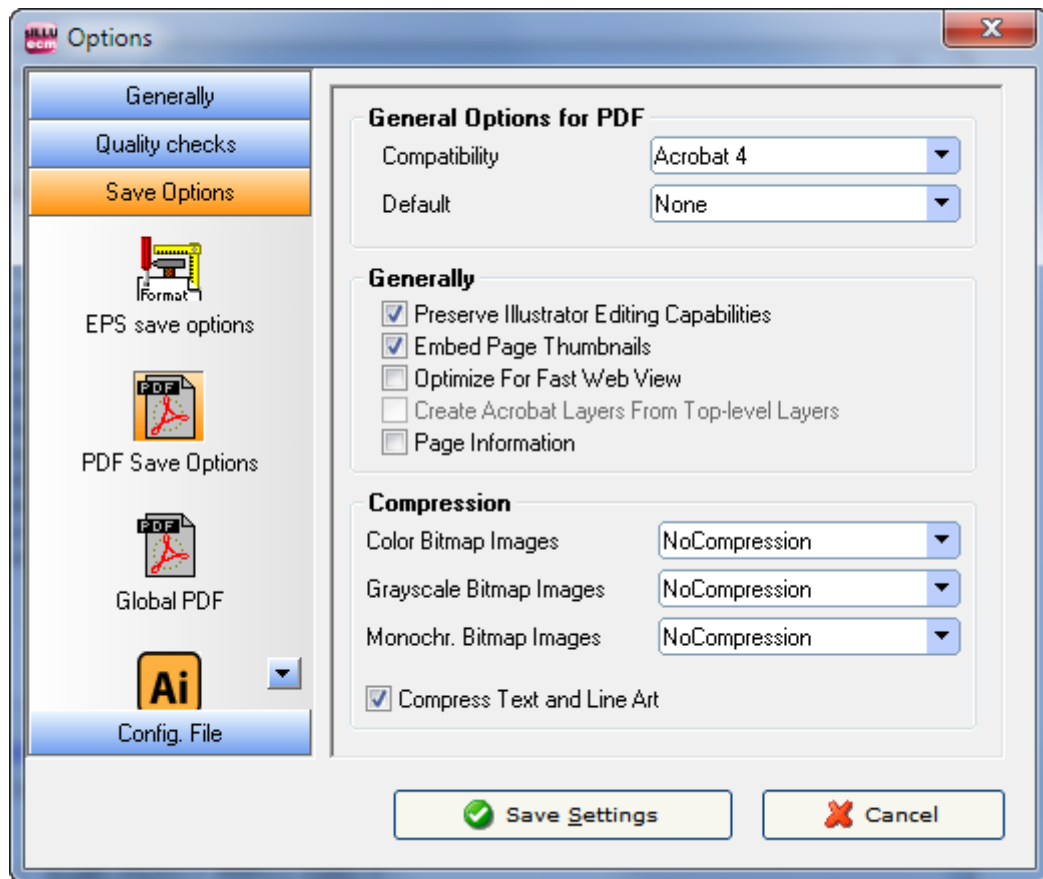 Options
Generally
Quality checks
Save Options
Format
EPS save options
PDF
PDF Save Options
PDF
Global PDF
Ai
Config. File
General Options for PDF
Compatibility Acrobat 4
Default None
Generally
Preserve Illustrator Editing Capabilities
Embed Page Thumbnails
Optimize For Fast Web View
Create Acrobat Layers From Top-level Layers
Page Information
Compression
Color Bitmap Images NoCompression
Grayscale Bitmap Images NoCompression
Monochr. Bitmap Images NoCompression
Compress Text and Line Art
Save Settings
Cancel